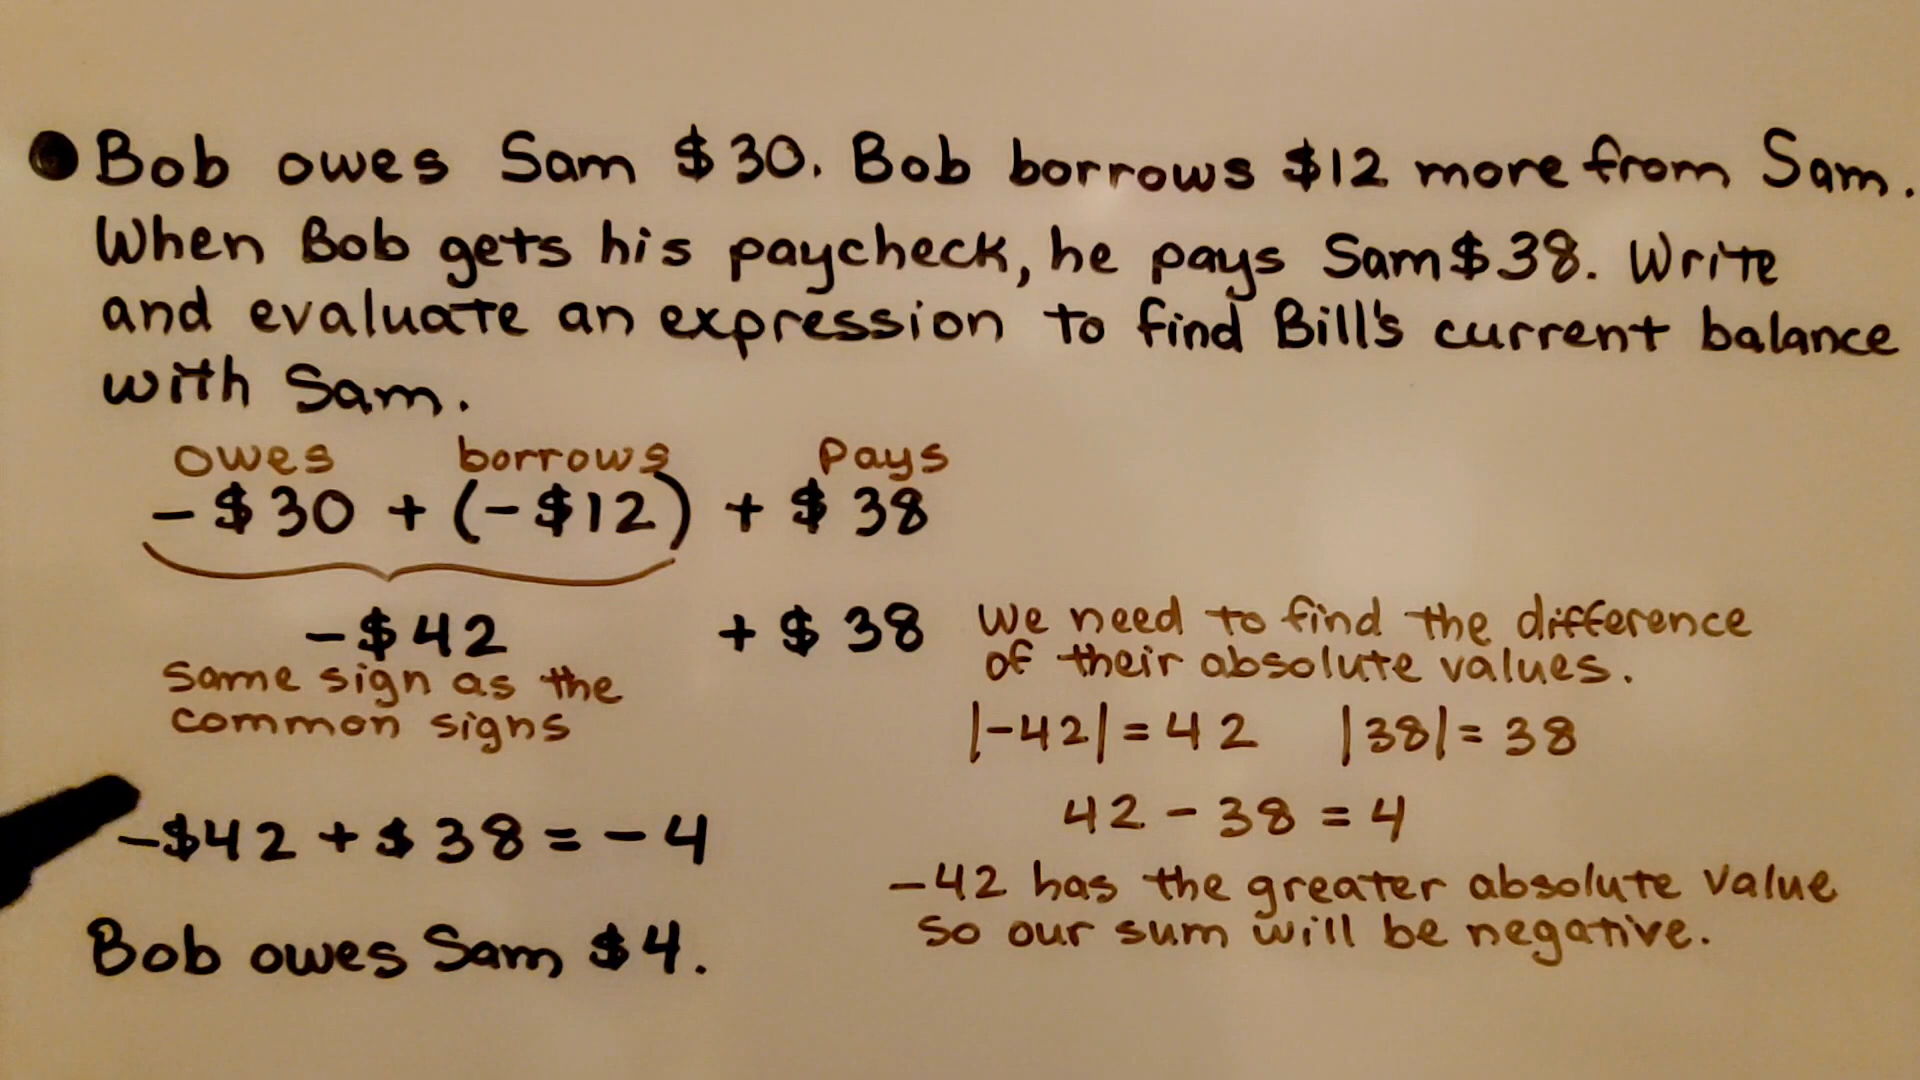 Bob owes Sam $30. Bob borrows $12 more from Sam.
When Bob gets his paycheck, he pays Sam $38. Write
and evaluate an expression to find Bill's current balance
with Sam.
owes borrows pays
-$30 + (-$12) + $38
-$42 + $38
same sign as the
common signs
We need to find the difference
of their absolute values.
|-42| = 42 |38| = 38
42 - 38 = 4
-42 has the greater absolute value
so our sum will be negative.
-$42 + $38 = -4
Bob owes Sam $4.